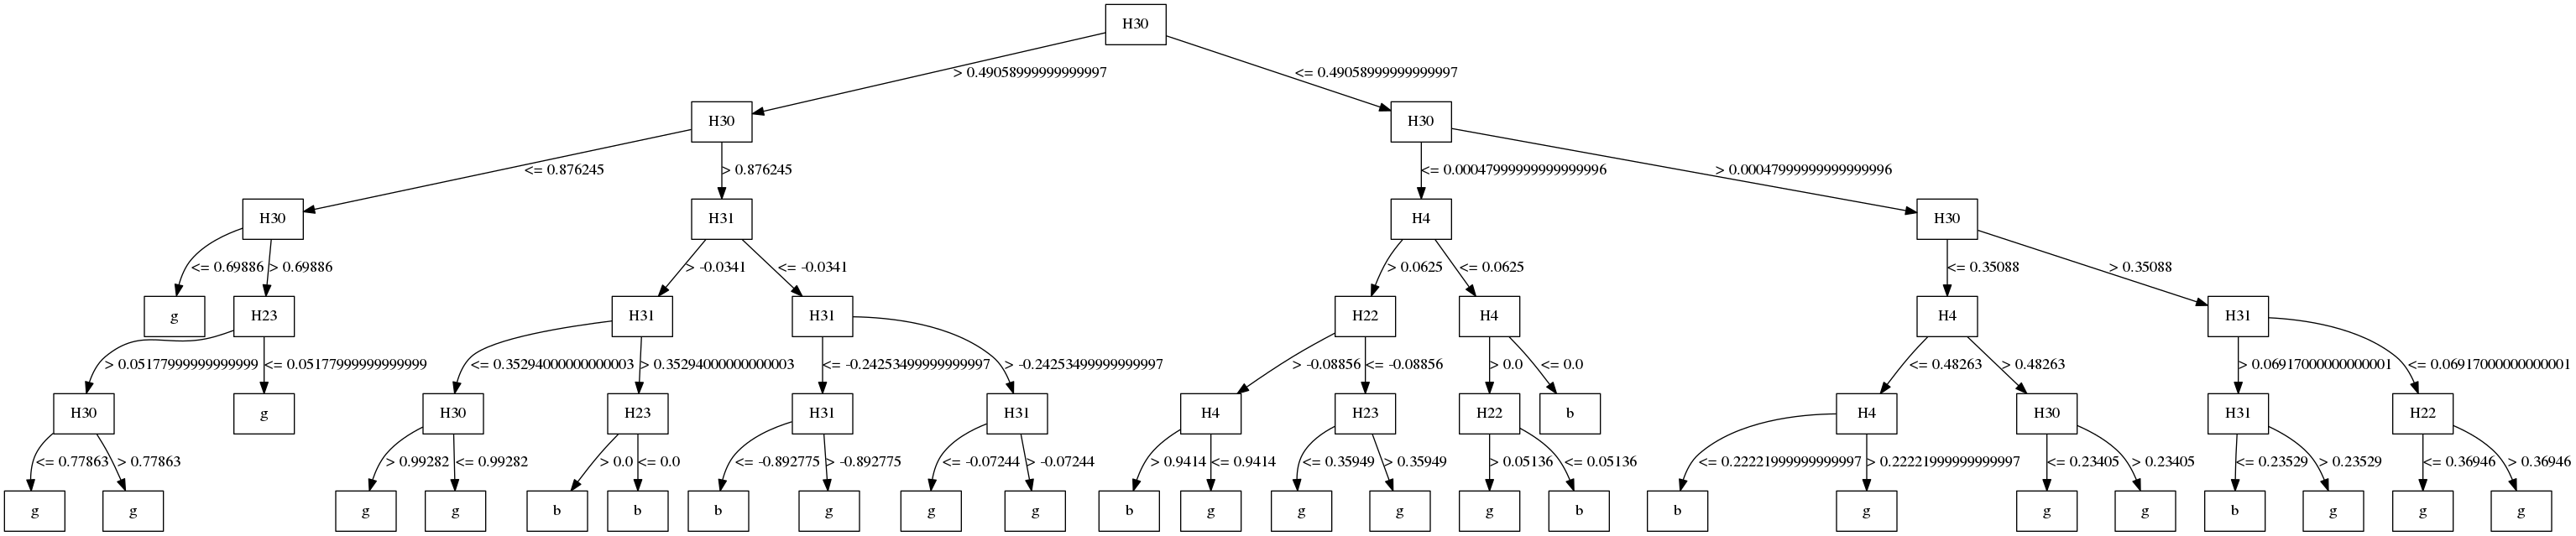 H30
> 0.49058999999999997 <= 0.49058999999999997
H30 H30
<= 0.876245 > 0.876245 <= 0.00047999999999999996 > 0.00047999999999999996
H30 H31 H4 H30
<= 0.69886 > 0.69886 > -0.0341 <= -0.0341 > 0.0625 <= 0.0625 <= 0.35088 > 0.35088
g H23 H31 H31 H22 H4 H4 H31
> 0.05177999999999999 <= 0.05177999999999999 <= 0.35294000000000003 > 0.35294000000000003 <= -0.24253499999999997 > -0.24253499999999997 > -0.08856 <= -0.08856 > 0.0 <= 0.0 <= 0.48263 > 0.48263 > 0.06917000000000001 <= 0.06917000000000001
H30 g H30 H23 H31 H31 H4 H23 H22 b H4 H30 H31 H22
<= 0.77863 > 0.77863 > 0.99282 <= 0.99282 > 0.0 <= 0.0 <= -0.892775 > -0.892775 <= -0.07244 > -0.07244 > 0.9414 <= 0.9414 <= 0.35949 > 0.35949 > 0.05136 <= 0.05136 <= 0.22221999999999997 > 0.22221999999999997 <= 0.23405 > 0.23405 <= 0.23529 > 0.23529 <= 0.36946 > 0.36946
g g g g b b b g g g b g g g g b b g g g b g g g